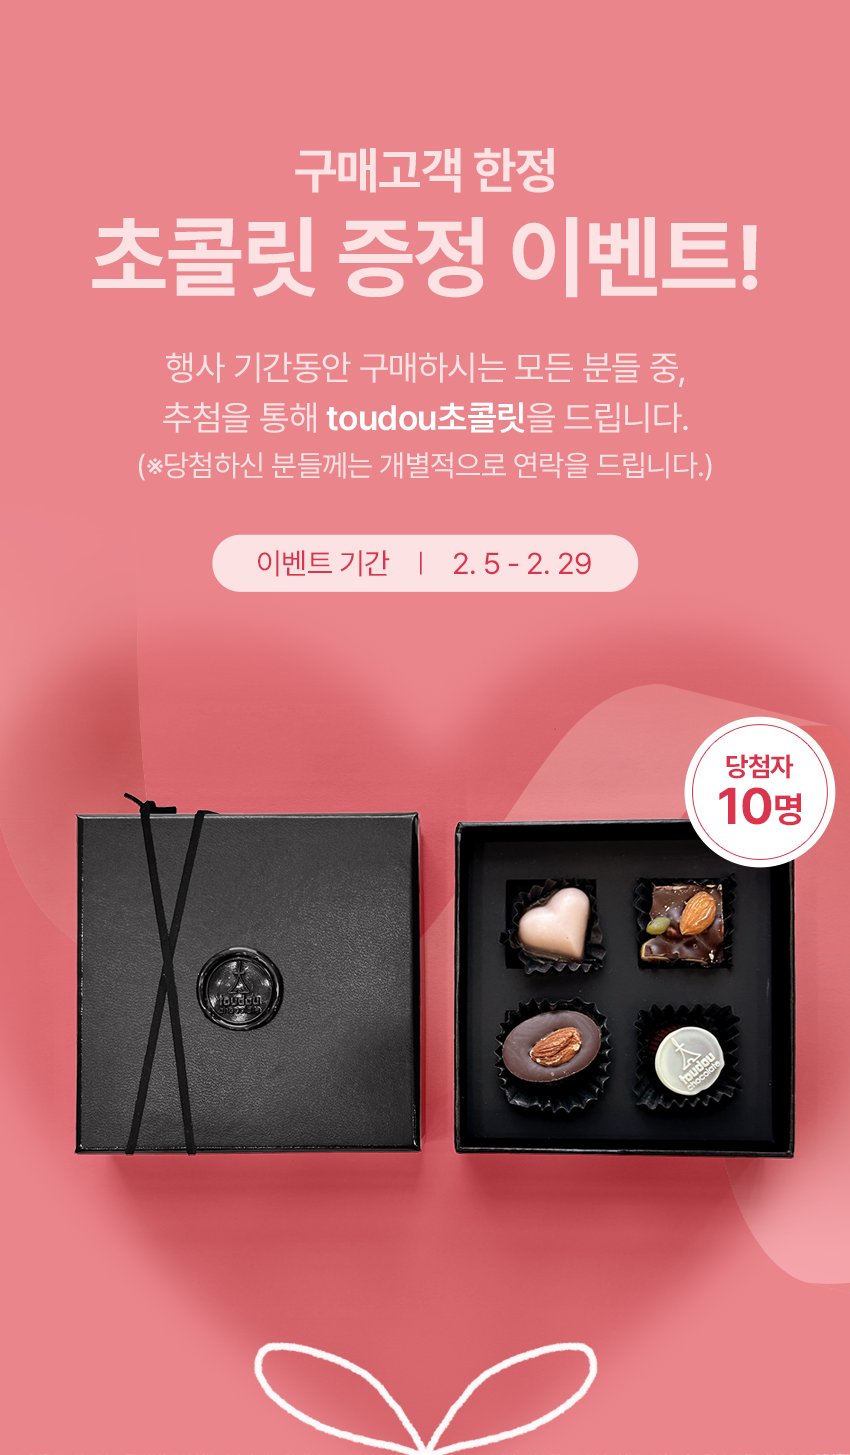 구매고객 한정
초콜릿 증정 이벤트!
행사 기간동안 구매하시는 모든 분들 중,
추첨을 통해 toudou초콜릿을 드립니다.
(※당첨하신 분들께는 개별적으로 연락을 드립니다.)
이벤트 기간 | 2. 5 - 2. 29
당첨자
10명
toudou
chocolate
toudou
chocolate